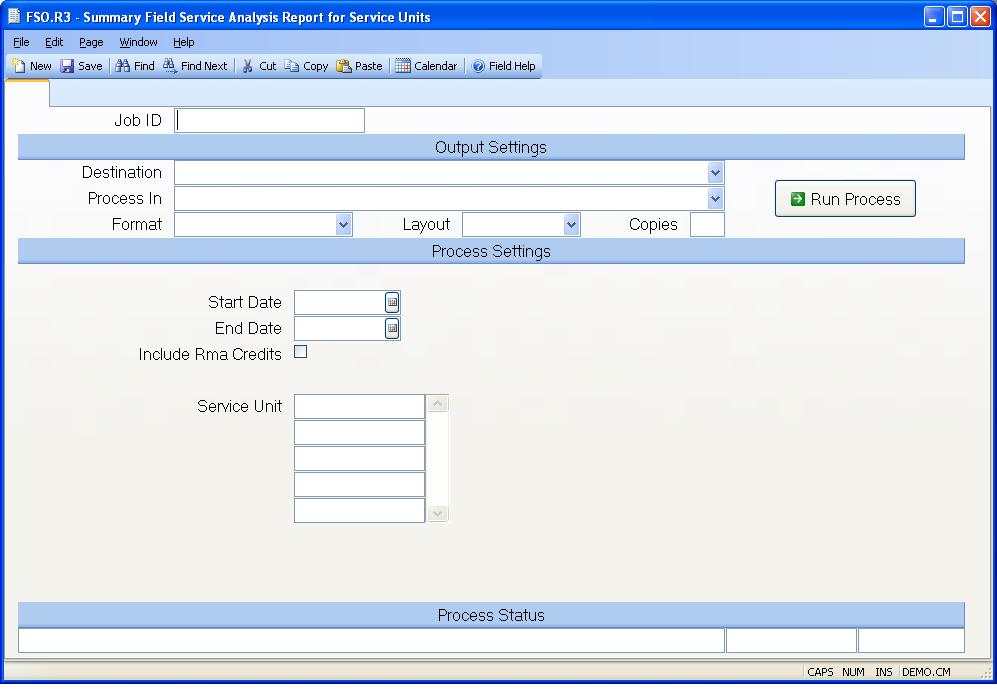 FSO.R3 - Summary Field Service Analysis Report for Service Units
File Edit Page Window Help
New Save Find Find Next Cut Copy Paste Calendar Field Help
Job ID
Output Settings
Destination
Process In
Run Process
Format Layout Copies
Process Settings
Start Date
End Date
Include Rma Credits
Service Unit
Process Status
CAPS NUM INS DEMO.CM